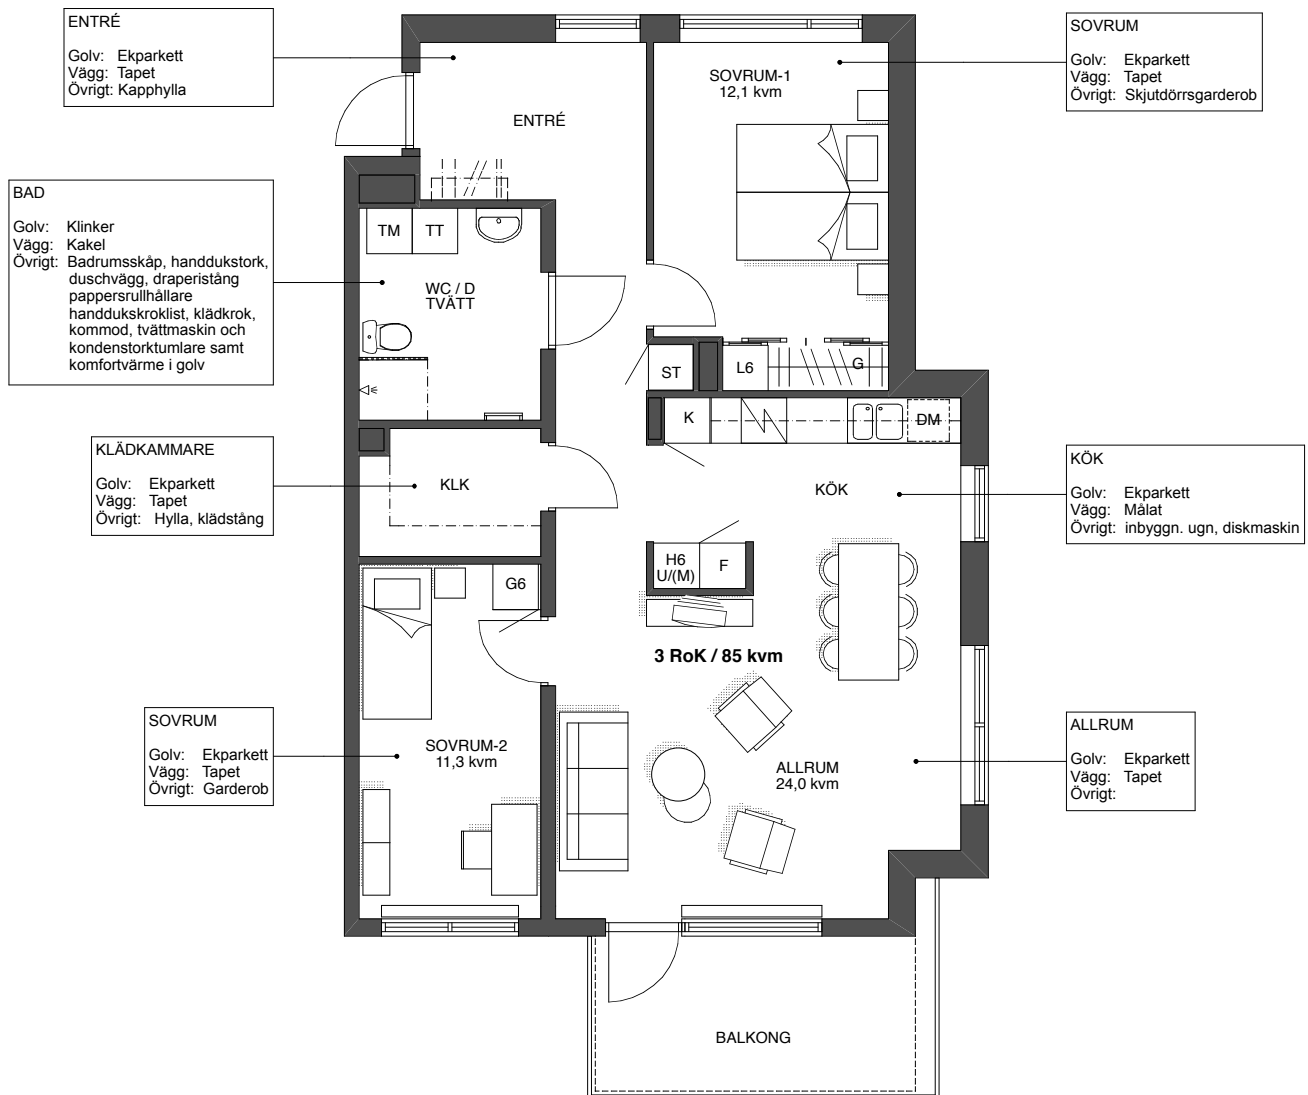 ENTRÉ
Golv: Ekparkett
Vägg: Tapet
Övrigt: Kapphylla
SOVRUM
Golv: Ekparkett
Vägg: Tapet
Övrigt: Skjutdörrsgarderob
SOVRUM-1
12,1 kvm
ENTRÉ
BAD
Golv: Klinker
Vägg: Kakel
Övrigt: Badrumsskåp, handdukstork,
duschvägg, draperistång
pappersrullhållare
handdukskroklist, klädkrok,
kommod, tvättmaskin och
kondenstorktumlare samt
komfortvärme i golv
TM
TT
WC / D
TVÄTT
ST
L6
G
K
DM
KLÄDKAMMARE
Golv: Ekparkett
Vägg: Tapet
Övrigt: Hylla, klädstång
KLK
KÖK
KÖK
Golv: Ekparkett
Vägg: Målat
Övrigt: inbyggn. ugn, diskmaskin
H6
U/(M)
F
G6
3 RoK / 85 kvm
SOVRUM
Golv: Ekparkett
Vägg: Tapet
Övrigt: Garderob
SOVRUM-2
11,3 kvm
ALLRUM
24,0 kvm
ALLRUM
Golv: Ekparkett
Vägg: Tapet
Övrigt:
BALKONG